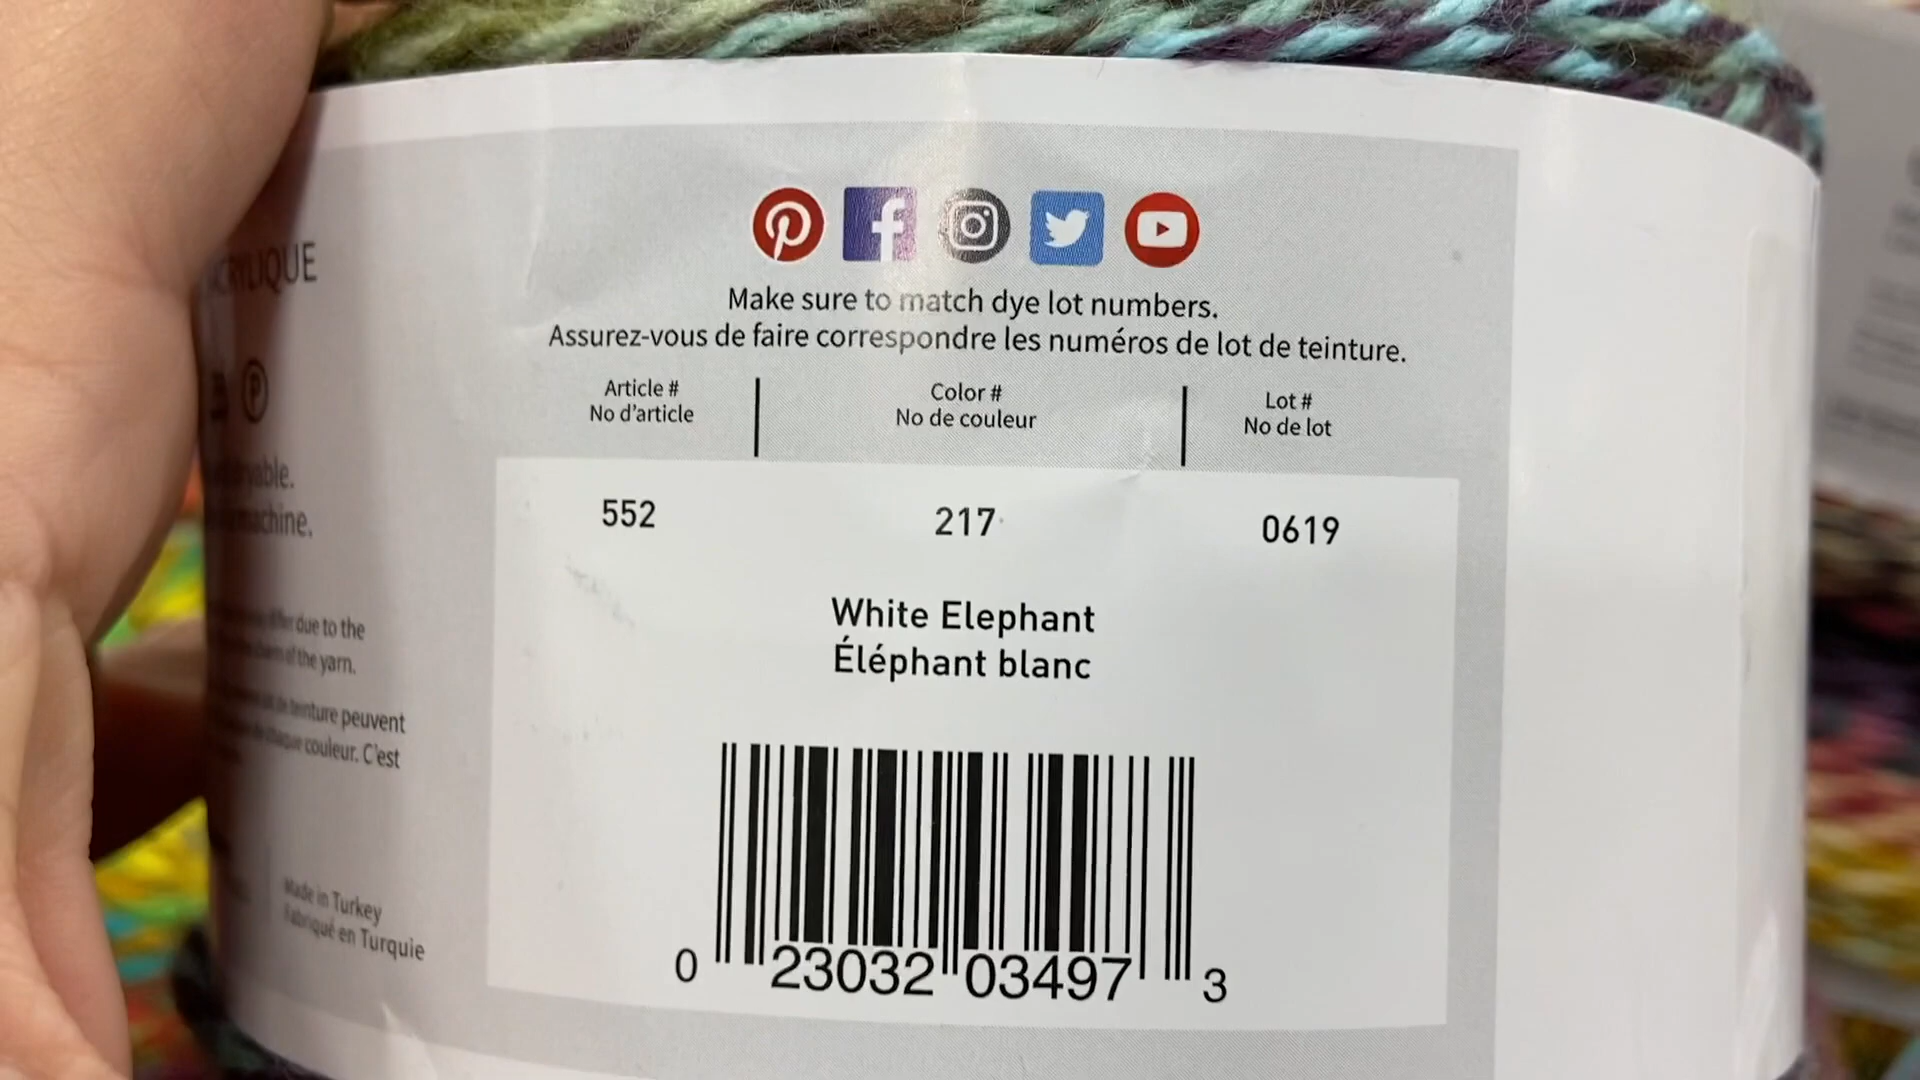 ACRYLIQUE
machine.
due to the
of the yarn.
teinture peuvent
couleur. C'est
Made in Turkey
Fabriqué en Turquie
Make sure to match dye lot numbers.
Assurez-vous de faire correspondre les numéros de lot de teinture.
Article # Color # Lot #
No d'article No de couleur No de lot
552 217 0619
White Elephant
Éléphant blanc
0 23032 03497 3